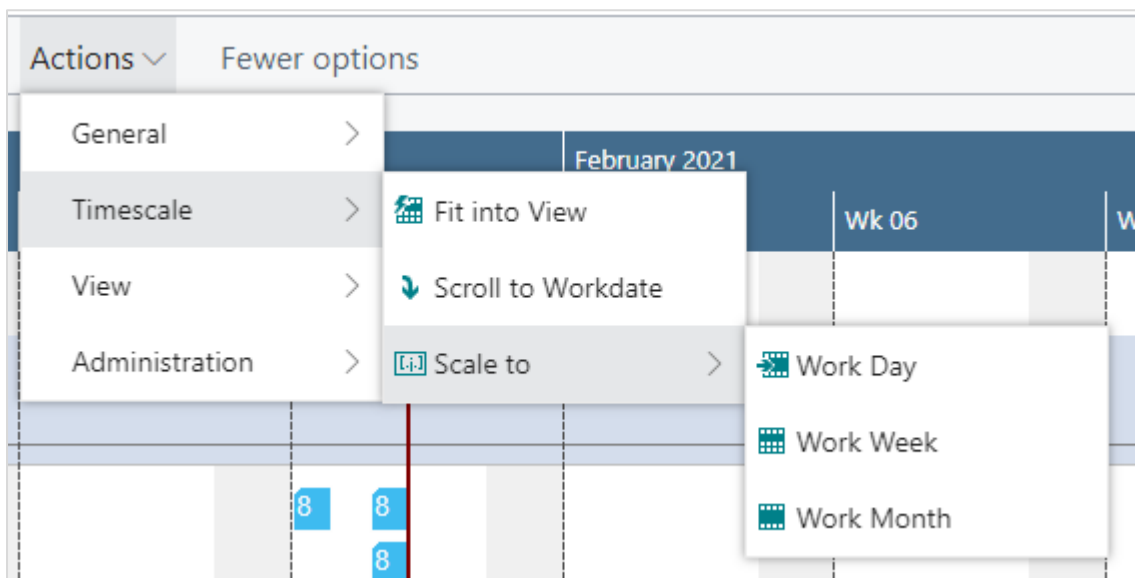 Actions Fewer options
General
February 2021
Timescale
Fit into View
Wk 06
W
View
Scroll to Workdate
Administration
Scale to
Work Day
Work Week
8 8
Work Month
8